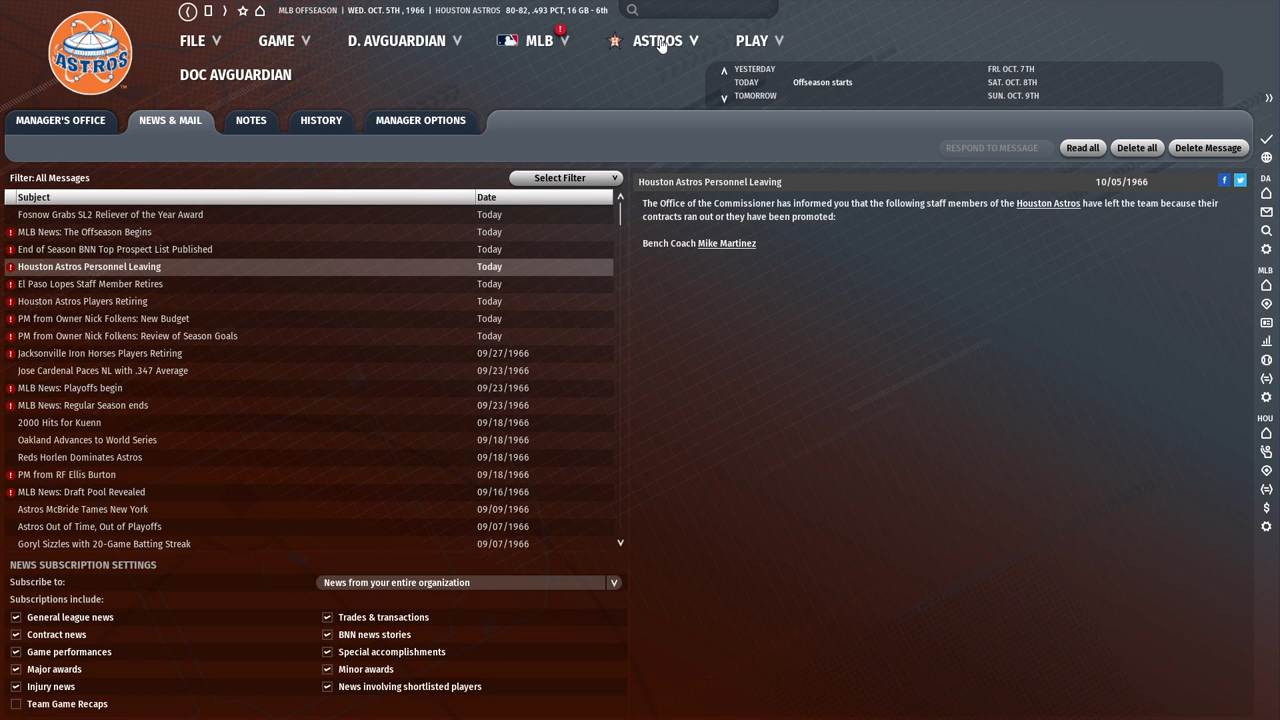 MLB OFFSEASON | WED. OCT. 5TH , 1966 | HOUSTON ASTROS 80-82, .493 PCT, 16 GB - 6th
ASTROS
FILE GAME D. AVGUARDIAN MLB ASTROS PLAY
DOC AVGUARDIAN
YESTERDAY FRI. OCT. 7TH
TODAY Offseason starts SAT. OCT. 8TH
TOMORROW SUN. OCT. 9TH
MANAGER'S OFFICE NEWS & MAIL NOTES HISTORY MANAGER OPTIONS
RESPOND TO MESSAGE Read all Delete all Delete Message
Filter: All Messages Select Filter
Subject Date
Fosnow Grabs SL2 Reliever of the Year Award Today
MLB News: The Offseason Begins Today
End of Season BNN Top Prospect List Published Today
Houston Astros Personnel Leaving Today
El Paso Lopes Staff Member Retires Today
Houston Astros Players Retiring Today
PM from Owner Nick Folkens: New Budget Today
PM from Owner Nick Folkens: Review of Season Goals Today
Jacksonville Iron Horses Players Retiring 09/27/1966
Jose Cardenal Paces NL with .347 Average 09/23/1966
MLB News: Playoffs begin 09/23/1966
MLB News: Regular Season ends 09/23/1966
2000 Hits for Kuenn 09/18/1966
Oakland Advances to World Series 09/18/1966
Reds Horlen Dominates Astros 09/18/1966
PM from RF Ellis Burton 09/18/1966
MLB News: Draft Pool Revealed 09/16/1966
Astros McBride Tames New York 09/09/1966
Astros Out of Time, Out of Playoffs 09/07/1966
Goryl Sizzles with 20-Game Batting Streak 09/07/1966
NEWS SUBSCRIPTION SETTINGS
Subscribe to: News from your entire organization
Subscriptions include:
General league news Trades & transactions
Contract news BNN news stories
Game performances Special accomplishments
Major awards Minor awards
Injury news News involving shortlisted players
Team Game Recaps
Houston Astros Personnel Leaving 10/05/1966
The Office of the Commissioner has informed you that the following staff members of the Houston Astros have left the team because their
contracts ran out or they have been promoted:
Bench Coach Mike Martinez
DA
MLB
HOU